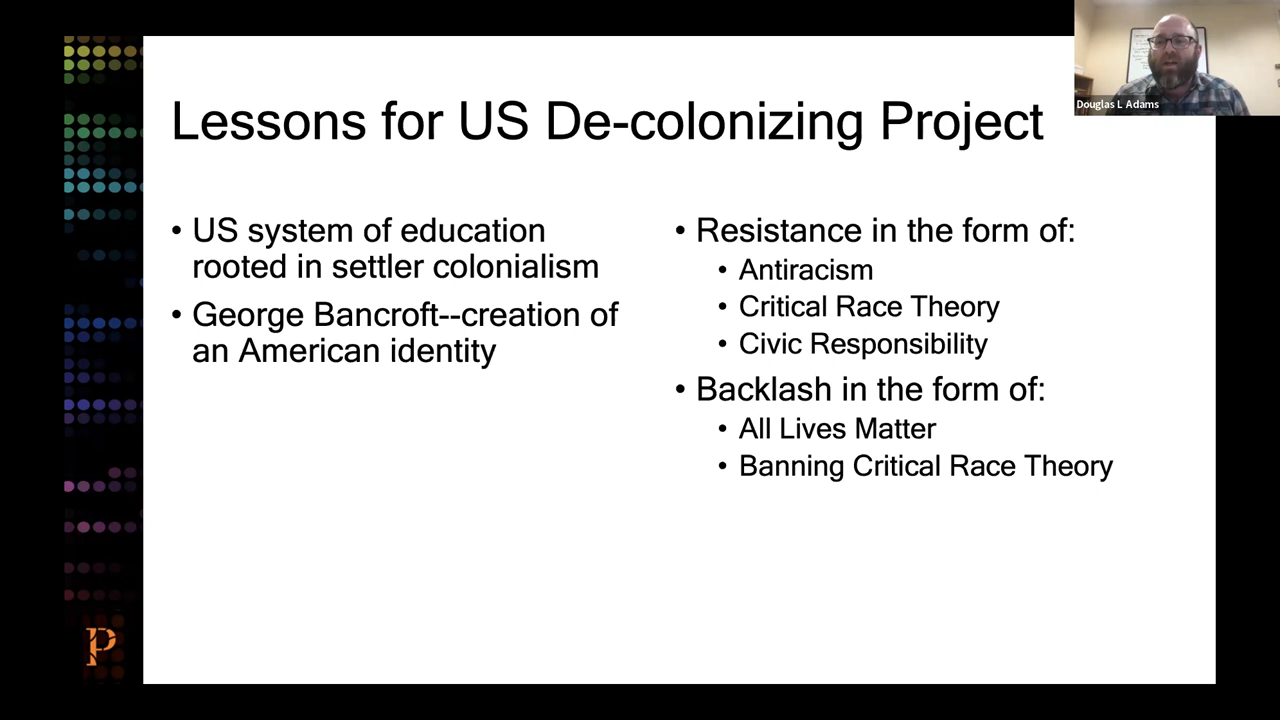 Lessons for US De-colonizing Project
• US system of education
rooted in settler colonialism
• George Bancroft--creation of
an American identity
• Resistance in the form of:
• Antiracism
• Critical Race Theory
• Civic Responsibility
• Backlash in the form of:
• All Lives Matter
• Banning Critical Race Theory
Douglas L Adams
P